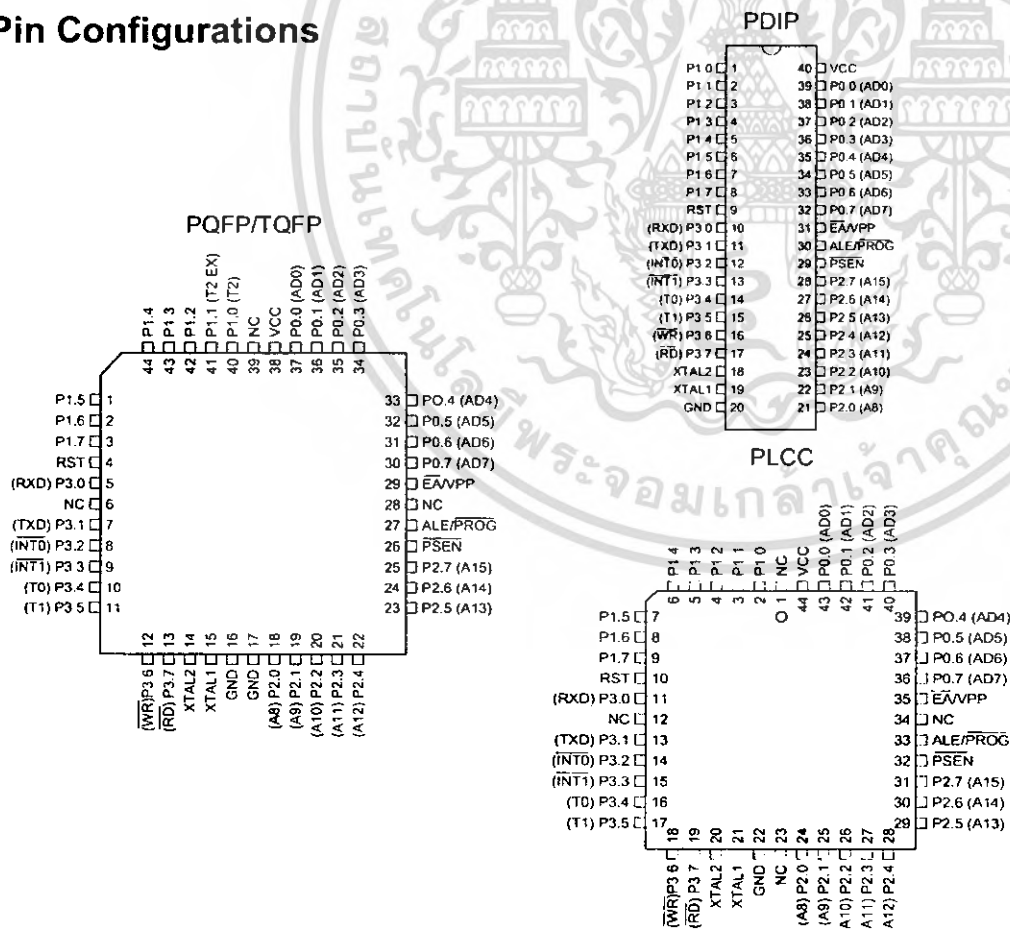 Pin Configurations
PDIP
P1 0 1
P1 1 2
P1 2 3
P1 3 4
P1 4 5
P1 5 6
P1 6 7
P1 7 8
RST 9
(RXD) P3 0 10
(TXD) P3 1 11
(INT0) P3 2 12
(INT1) P3.3 13
(T0) P3 4 14
(T1) P3 5 15
(WR) P3 6 16
(RD) P3 7 17
XTAL2 18
XTAL1 19
GND 20
40 VCC
39 P0 0 (AD0)
38 P0 1 (AD1)
37 P0 2 (AD2)
36 P0.3 (AD3)
35 P0.4 (AD4)
34 P0 5 (AD5)
33 P0 6 (AD6)
32 P0.7 (AD7)
31 EA/VPP
30 ALE/PROG
29 PSEN
28 P2.7 (A15)
27 P2.6 (A14)
26 P2 5 (A13)
25 P2 4 (A12)
24 P2 3 (A11)
23 P2 2 (A10)
22 P2.1 (A9)
21 P2.0 (A8)
PQFP/TQFP
44 P1.4
43 P1 3
42 P1.2
41 P1.1 (T2 EX)
40 P1.0 (T2)
39 NC
38 VCC
37 P0.0 (AD0)
36 P0.1 (AD1)
35 P0.2 (AD2)
34 P0.3 (AD3)
P1.5 1
P1.6 2
P1.7 3
RST 4
(RXD) P3.0 5
NC 6
(TXD) P3.1 7
(INT0) P3.2 8
(INT1) P3 3 9
(T0) P3.4 10
(T1) P3 5 11
33 PO.4 (AD4)
32 P0.5 (AD5)
31 P0.6 (AD6)
30 P0.7 (AD7)
29 EA/VPP
28 NC
27 ALE/PROG
26 PSEN
25 P2.7 (A15)
24 P2.6 (A14)
23 P2.5 (A13)
12 (WR)P3 6
13 (RD) P3.7
14 XTAL2
15 XTAL1
16 GND
17 GND
18 (A8) P2.0
19 (A9) P2.1
20 (A10) P2.2
21 (A11) P2.3
22 (A12) P2.4
PLCC
6 P1 4
5 P1 3
4 P1 2
3 P1 1
2 P1 0
1 NC
44 VCC
43 P0.0 (AD0)
42 P0.1 (AD1)
41 P0.2 (AD2)
40 P0.3 (AD3)
P1.5 7
P1.6 8
P1.7 9
RST 10
(RXD) P3.0 11
NC 12
(TXD) P3.1 13
(INT0) P3.2 14
(INT1) P3.3 15
(T0) P3.4 16
(T1) P3.5 17
39 PO.4 (AD4)
38 P0.5 (AD5)
37 P0.6 (AD6)
36 P0.7 (AD7)
35 EA/VPP
34 NC
33 ALE/PROG
32 PSEN
31 P2.7 (A15)
30 P2.6 (A14)
29 P2.5 (A13)
18 (WR)P3 6
19 (RD) P3 7
20 XTAL2
21 XTAL1
22 GND
23 NC
24 (A8) P2.0
25 (A9) P2.1
26 A10) P2.2
27 A11) P2.3
28 A12) P2.4
พระจอมเกล้าเจ้าคุณ